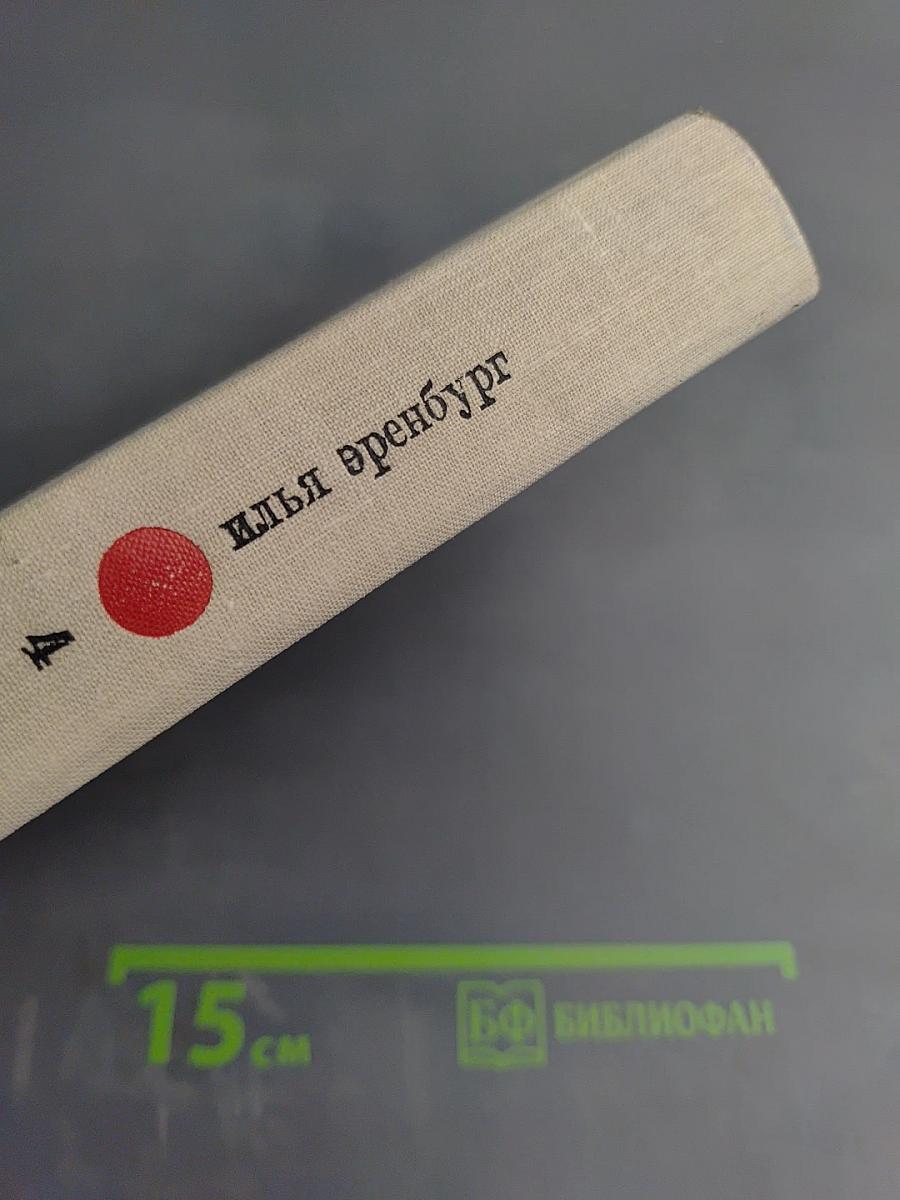 илья эренбург
4
15 см
БФ БИБЛИОФАН